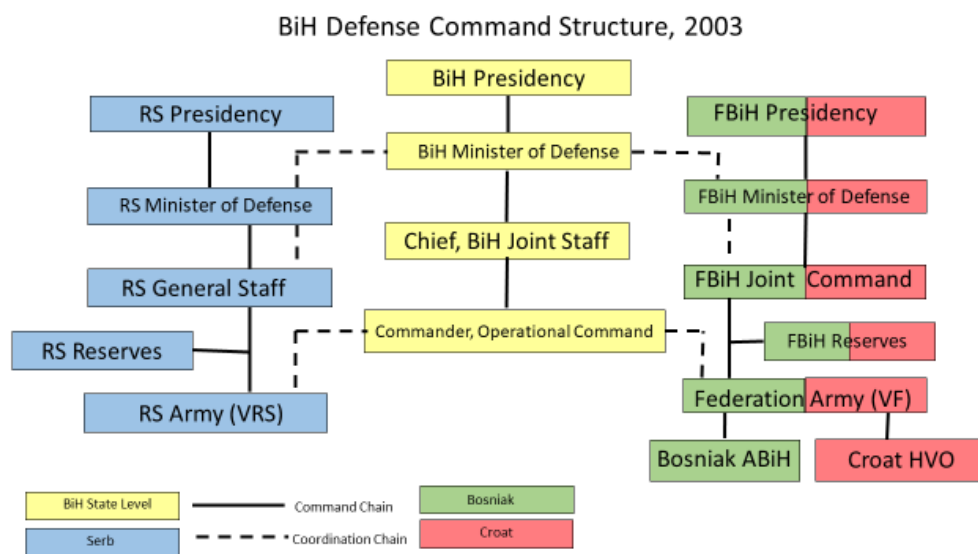 BiH Defense Command Structure, 2003
BiH Presidency
RS Presidency
FBiH Presidency
BiH Minister of Defense
RS Minister of Defense
FBiH Minister of Defense
Chief, BiH Joint Staff
RS General Staff
FBiH Joint Command
Commander, Operational Command
RS Reserves
FBiH Reserves
RS Army (VRS)
Federation Army (VF)
Bosniak ABiH
Croat HVO
BiH State Level
Command Chain
Bosniak
Serb
Coordination Chain
Croat